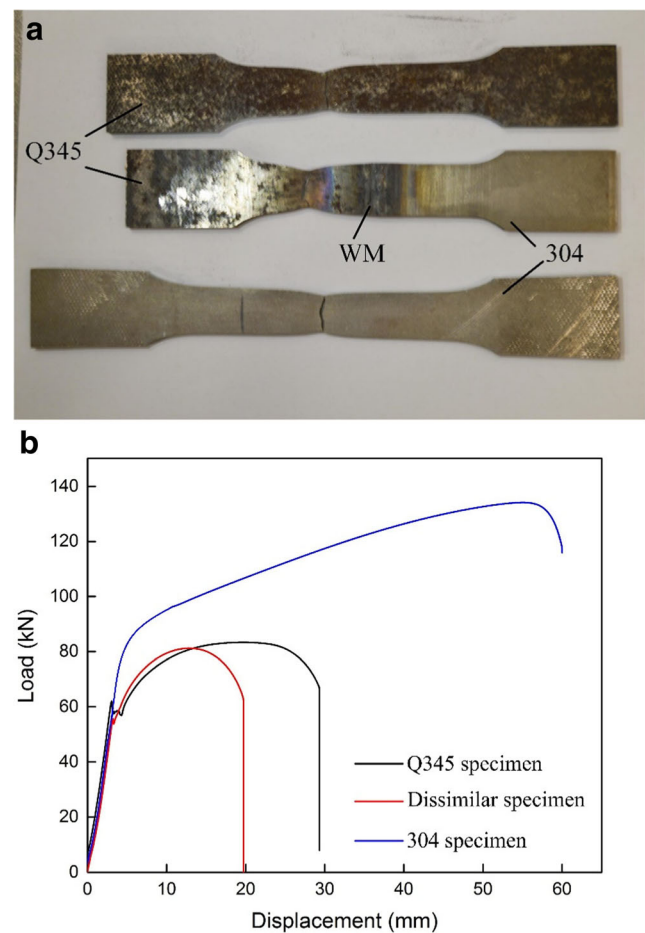 a
Q345
WM
304
b
140
120
100
80
60
40
20
0
Load (kN)
Q345 specimen
Dissimilar specimen
304 specimen
0 10 20 30 40 50 60
Displacement (mm)